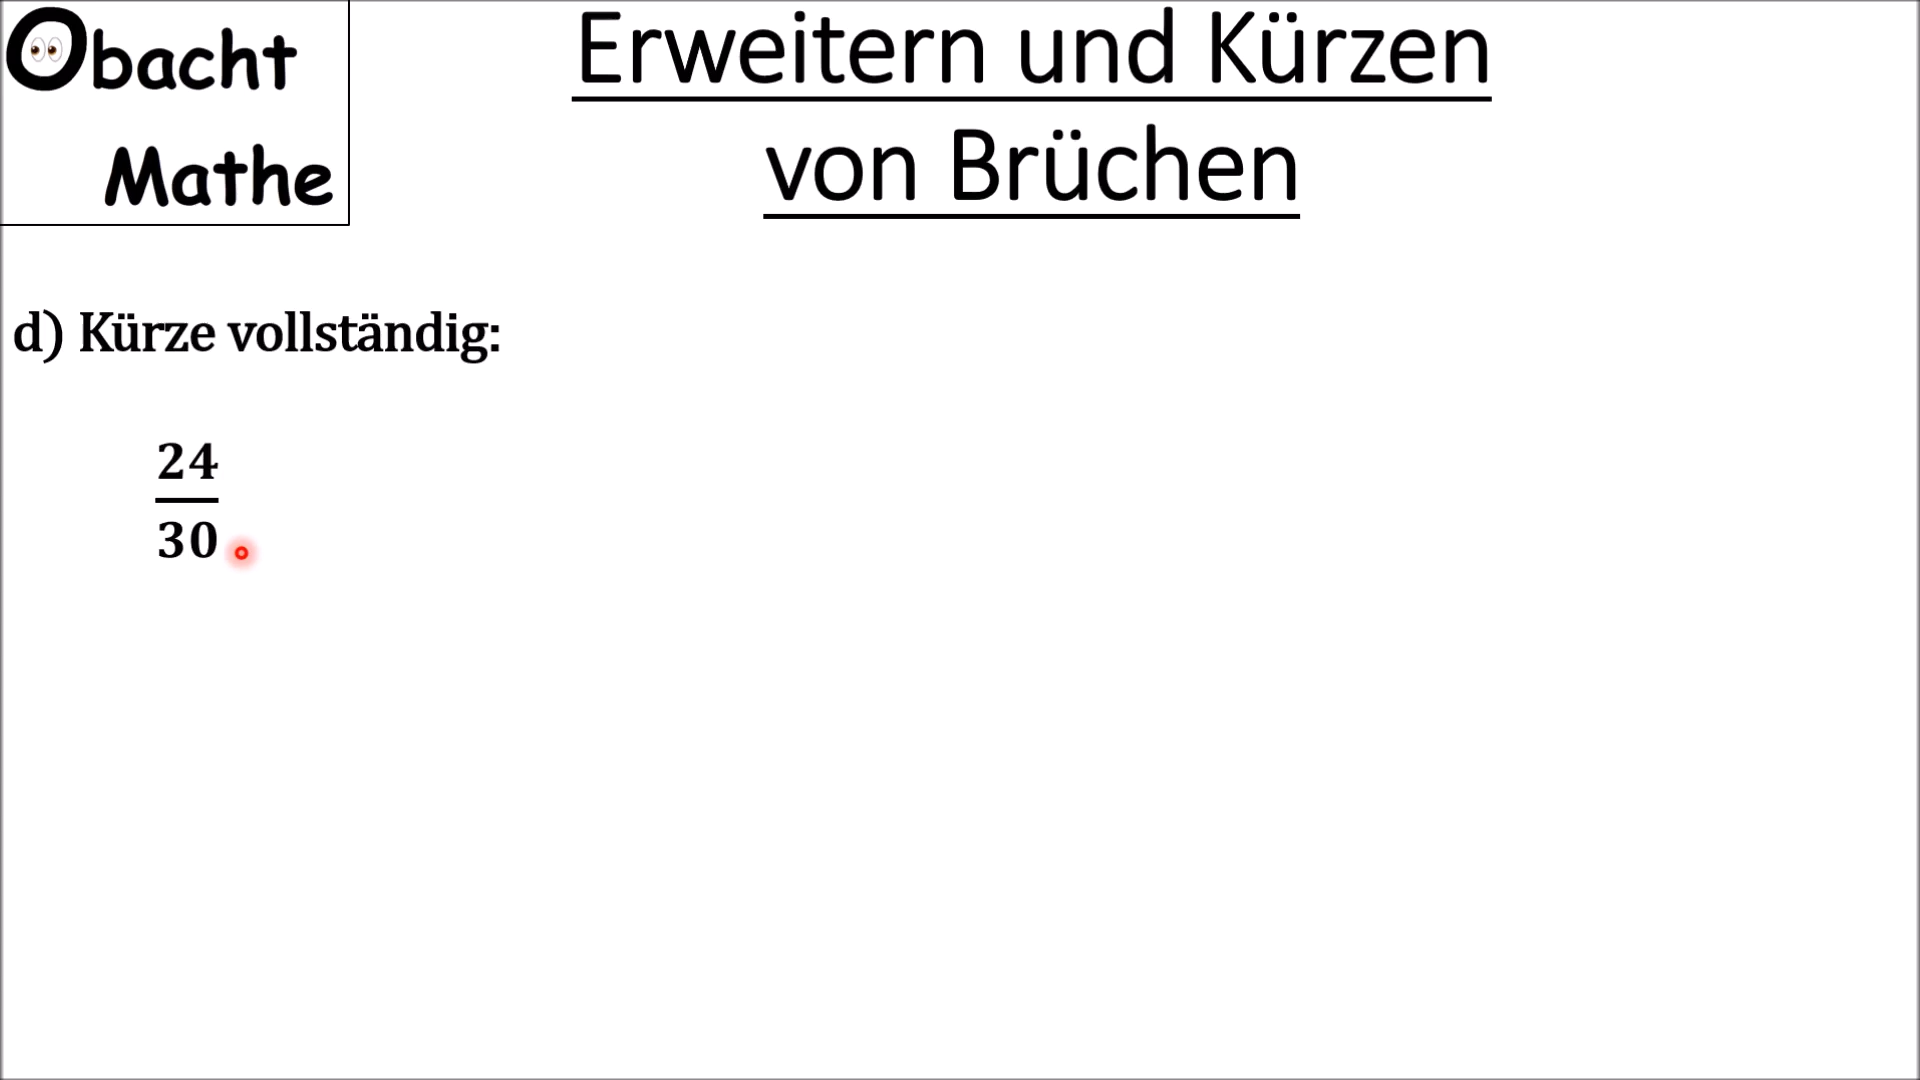 Obacht
Mathe
Erweitern und Kürzen
von Brüchen
d) Kürze vollständig:
24
30